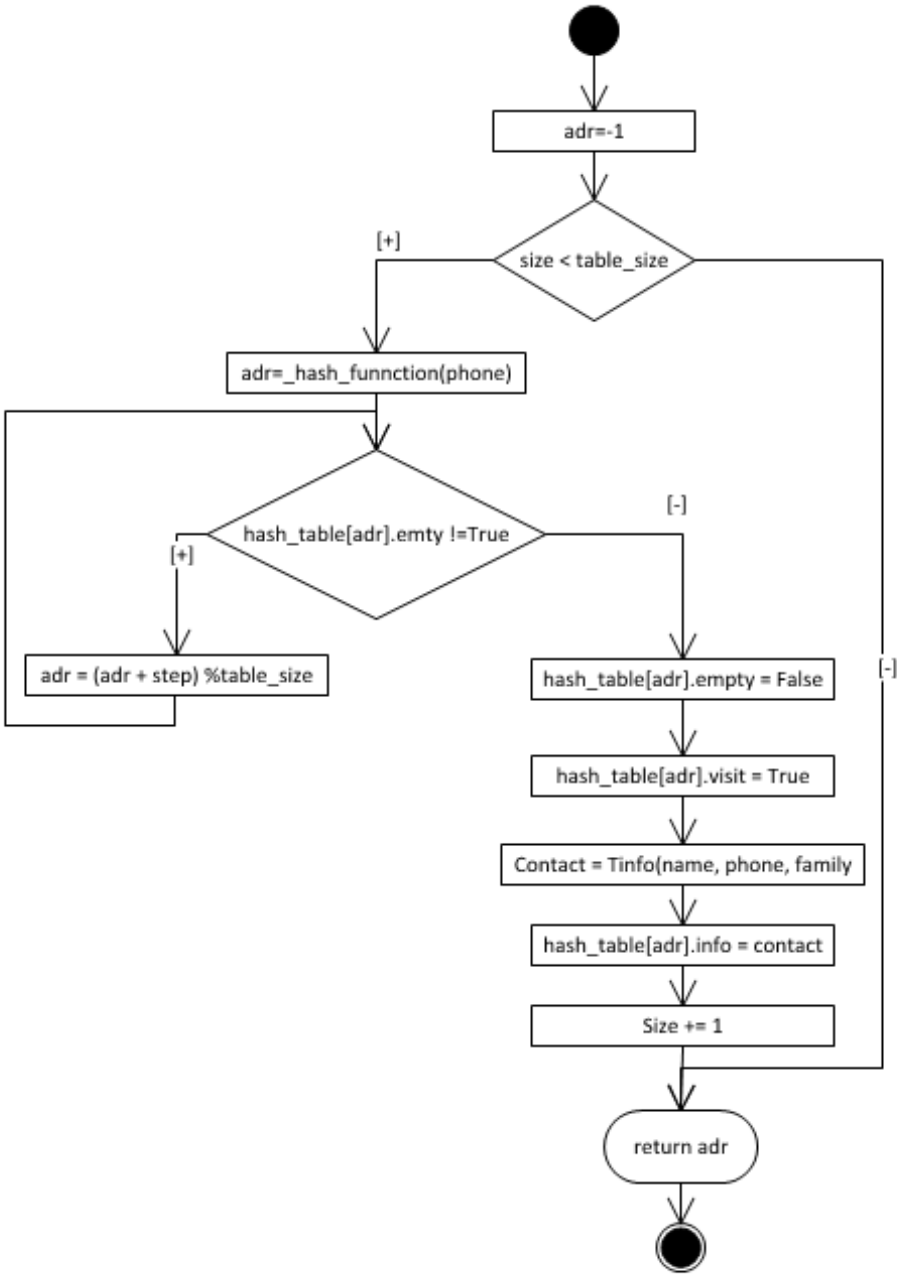 adr=-1
size < table_size
[+]
adr=_hash_funnction(phone)
hash_table[adr].emty !=True
[-]
[+]
adr = (adr + step) %table_size
hash_table[adr].empty = False
[-]
hash_table[adr].visit = True
Contact = Tinfo(name, phone, family
hash_table[adr].info = contact
Size += 1
return adr